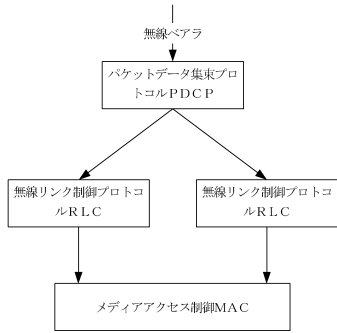 無線ベアラ
パケットデータ集束プロ
トコルPDCP
無線リンク制御プロトコ
ルRLC
無線リンク制御プロトコ
ルRLC
メディアアクセス制御MAC